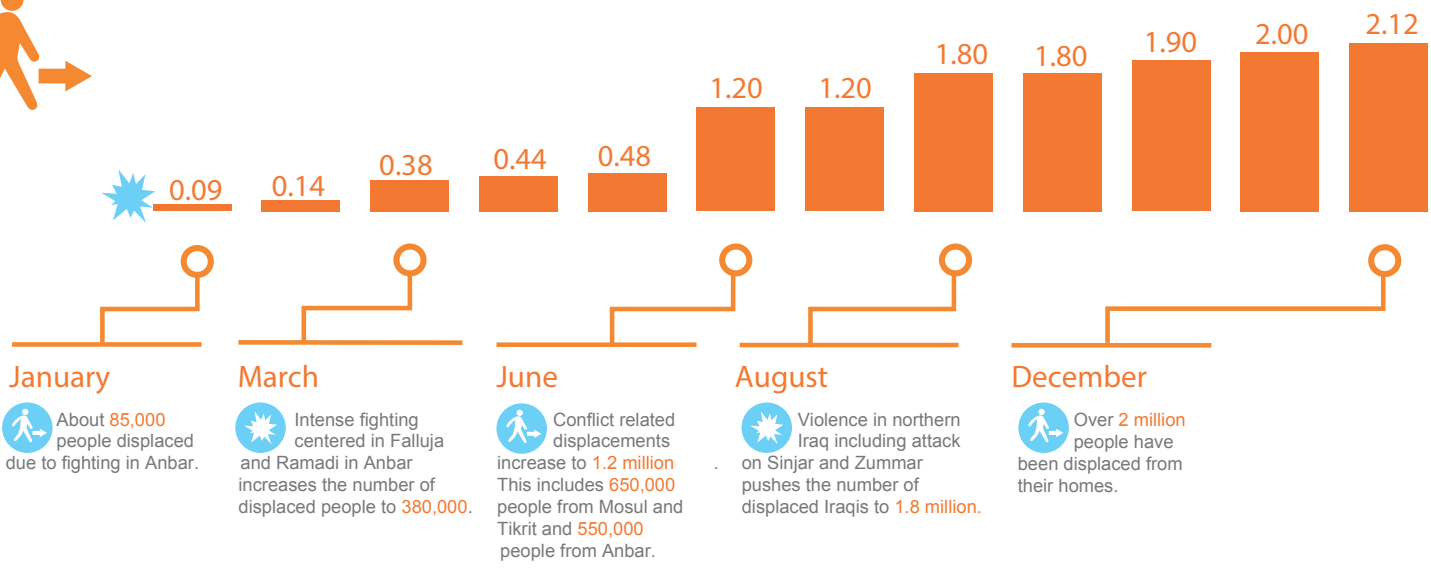 0.09
0.14
0.38
0.44
0.48
1.20
1.20
1.80
1.80
1.90
2.00
2.12
January
About 85,000
people displaced
due to fighting in Anbar.
March
Intense fighting
centered in Falluja
and Ramadi in Anbar
increases the number of
displaced people to 380,000.
June
Conflict related
displacements
increase to 1.2 million .
This includes 650,000
people from Mosul and
Tikrit and 550,000
people from Anbar.
August
Violence in northern
Iraq including attack
on Sinjar and Zummar
pushes the number of
displaced Iraqis to 1.8 million.
December
Over 2 million
people have
been displaced from
their homes.